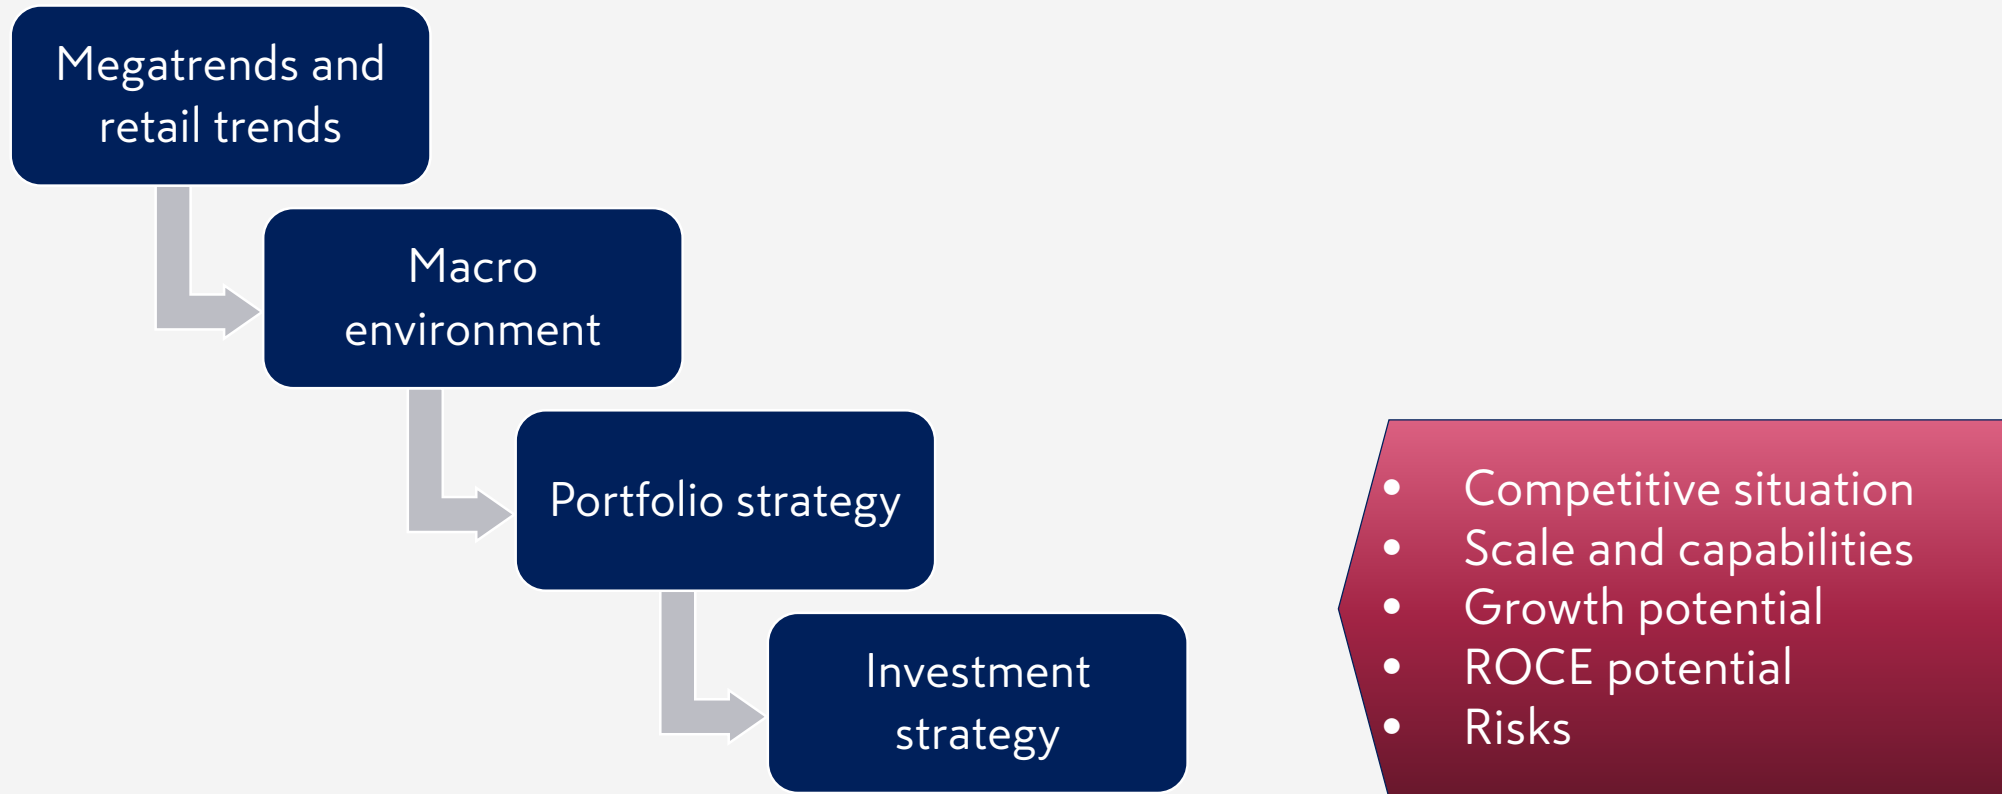 Megatrends and
retail trends
Macro
environment
Portfolio strategy
Investment
strategy
• Competitive situation
• Scale and capabilities
• Growth potential
• ROCE potential
• Risks